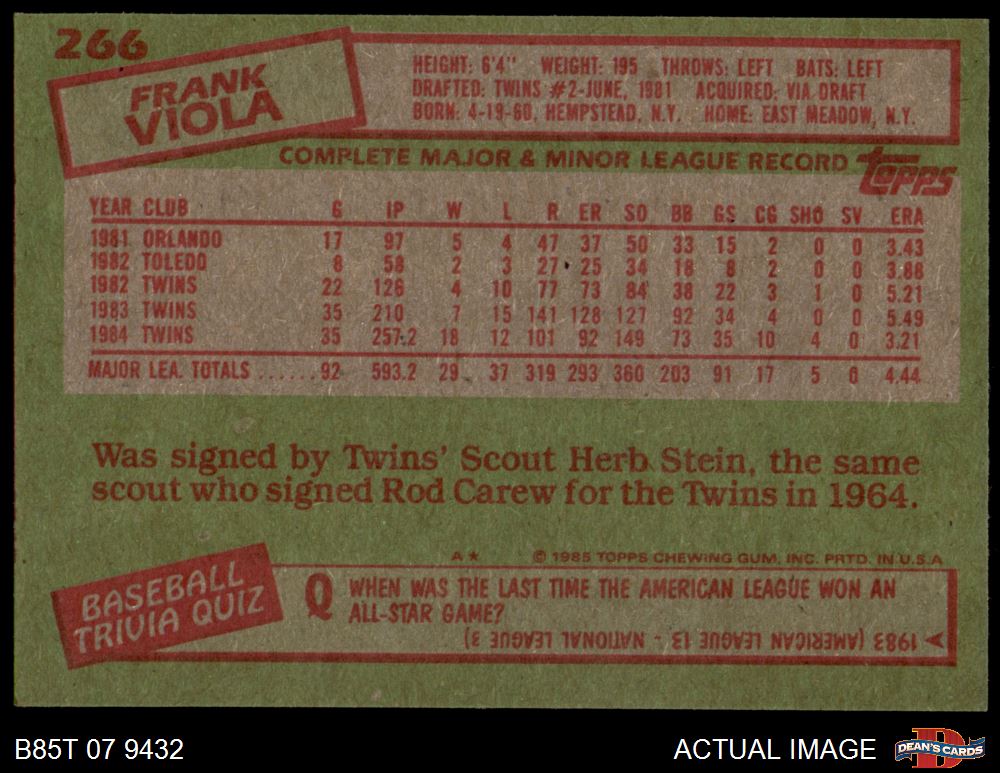 266
FRANK
VIOLA
HEIGHT: 6'4" WEIGHT: 195 THROWS: LEFT BATS: LEFT
DRAFTED: TWINS #2-JUNE, 1981 ACQUIRED: VIA DRAFT
BORN: 4-19-60, HEMPSTEAD, N.Y. HOME: EAST MEADOW, N.Y.
COMPLETE MAJOR & MINOR LEAGUE RECORD
TOPPS
YEAR CLUB G IP W L R ER SO BB GS CG SHO SV ERA
1981 ORLANDO 17 97 5 4 47 37 50 33 15 2 0 0 3.43
1982 TOLEDO 8 58 2 3 27 25 34 18 8 2 0 0 3.88
1982 TWINS 22 126 4 10 77 73 84 38 22 3 1 0 5.21
1983 TWINS 35 210 7 15 141 128 127 92 34 4 0 0 5.49
1984 TWINS 35 257.2 18 12 101 92 149 73 35 10 4 0 3.21
MAJOR LEA. TOTALS ......92 593.2 29 37 319 293 360 203 91 17 5 0 4.44
Was signed by Twins' Scout Herb Stein, the same
scout who signed Rod Carew for the Twins in 1964.
A★ © 1985 TOPPS CHEWING GUM, INC. PRTD. IN U.S.A
BASEBALL
TRIVIA QUIZ
Q WHEN WAS THE LAST TIME THE AMERICAN LEAGUE WON AN
ALL-STAR GAME?
A 1983 (AMERICAN LEAGUE 13 - NATIONAL LEAGUE 3)
B85T 07 9432
ACTUAL IMAGE
D
DEAN'S CARDS